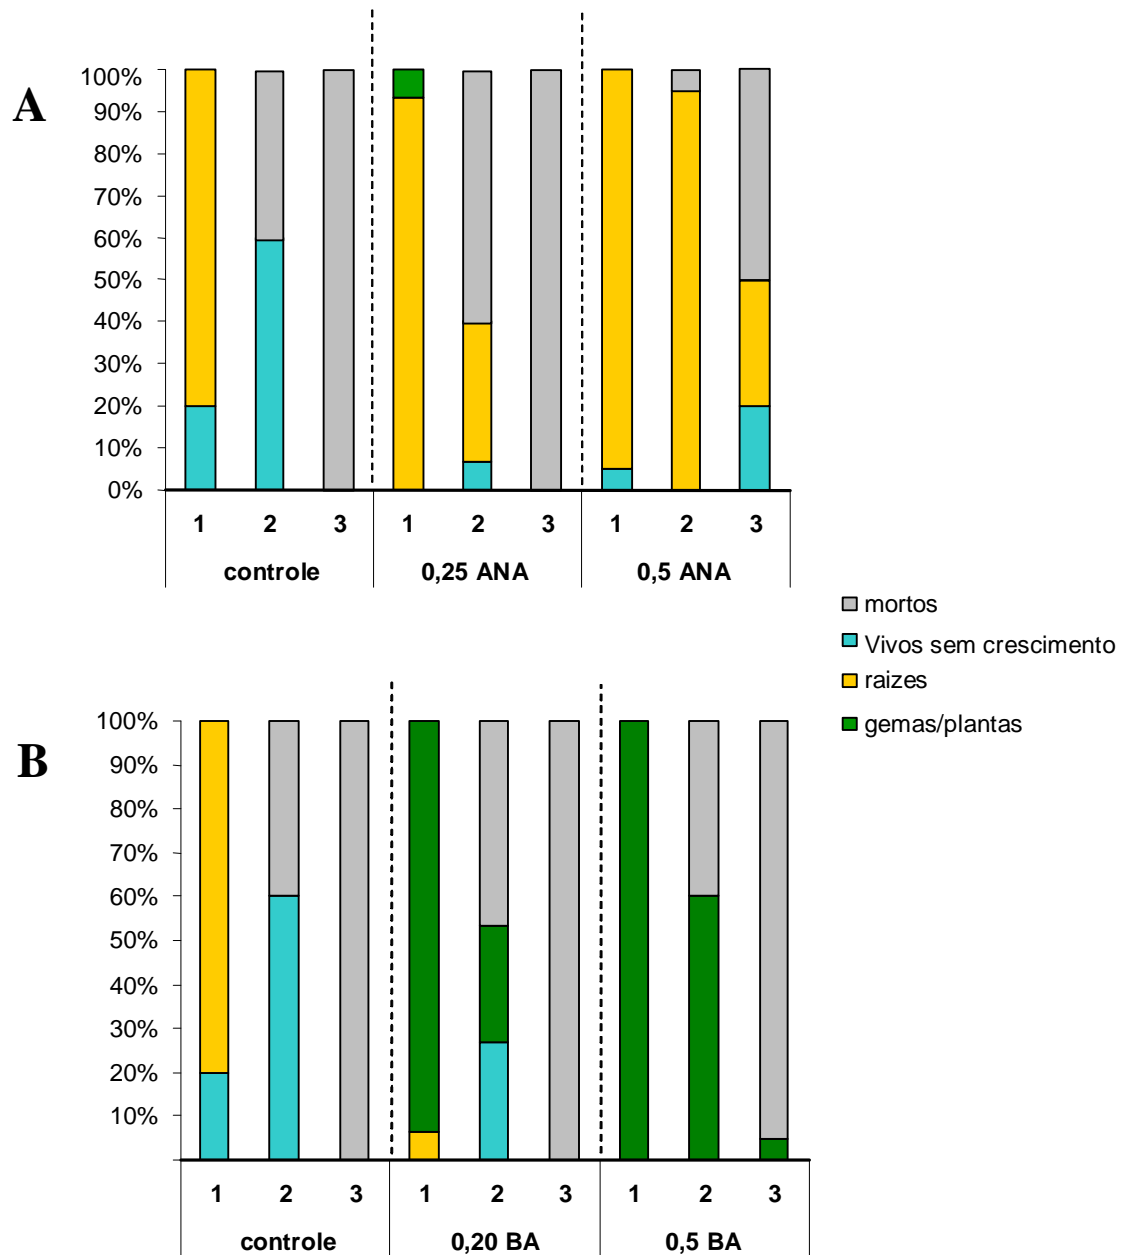 A
100%
90%
80%
70%
60%
50%
40%
30%
20%
10%
0%
1 2 3 1 2 3 1 2 3
controle 0,25 ANA 0,5 ANA
mortos
Vivos sem crescimento
raizes
gemas/plantas
B
100%
90%
80%
70%
60%
50%
40%
30%
20%
10%
1 2 3 1 2 3 1 2 3
controle 0,20 BA 0,5 BA